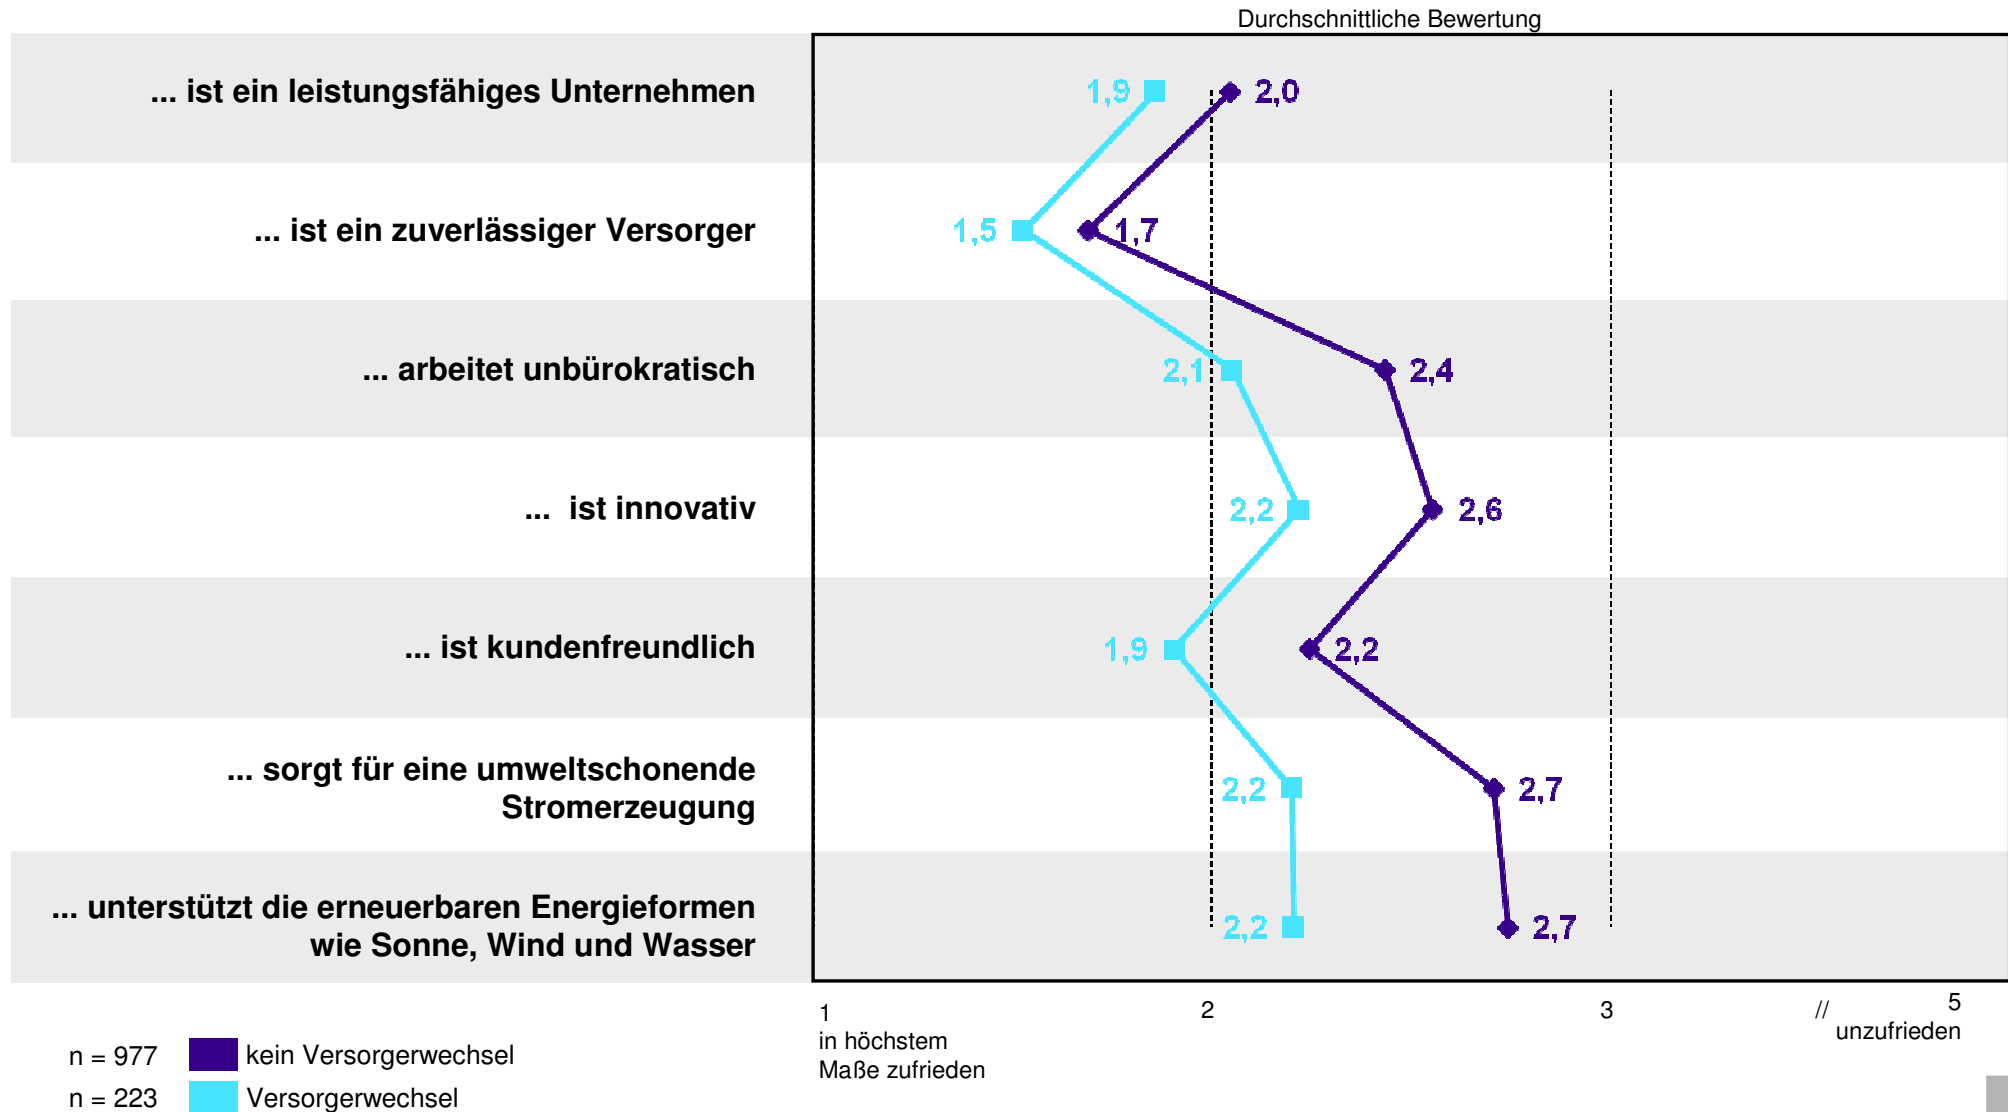 Durchschnittliche Bewertung
... ist ein leistungsfähiges Unternehmen
1,9
2,0
... ist ein zuverlässiger Versorger
1,5
1,7
... arbeitet unbürokratisch
2,1
2,4
... ist innovativ
2,2
2,6
... ist kundenfreundlich
1,9
2,2
... sorgt für eine umweltschonende
Stromerzeugung
2,2
2,7
... unterstützt die erneuerbaren Energieformen
wie Sonne, Wind und Wasser
2,2
2,7
1
in höchstem
Maße zufrieden
2
3
//
5
unzufrieden
n = 977 kein Versorgerwechsel
n = 223 Versorgerwechsel